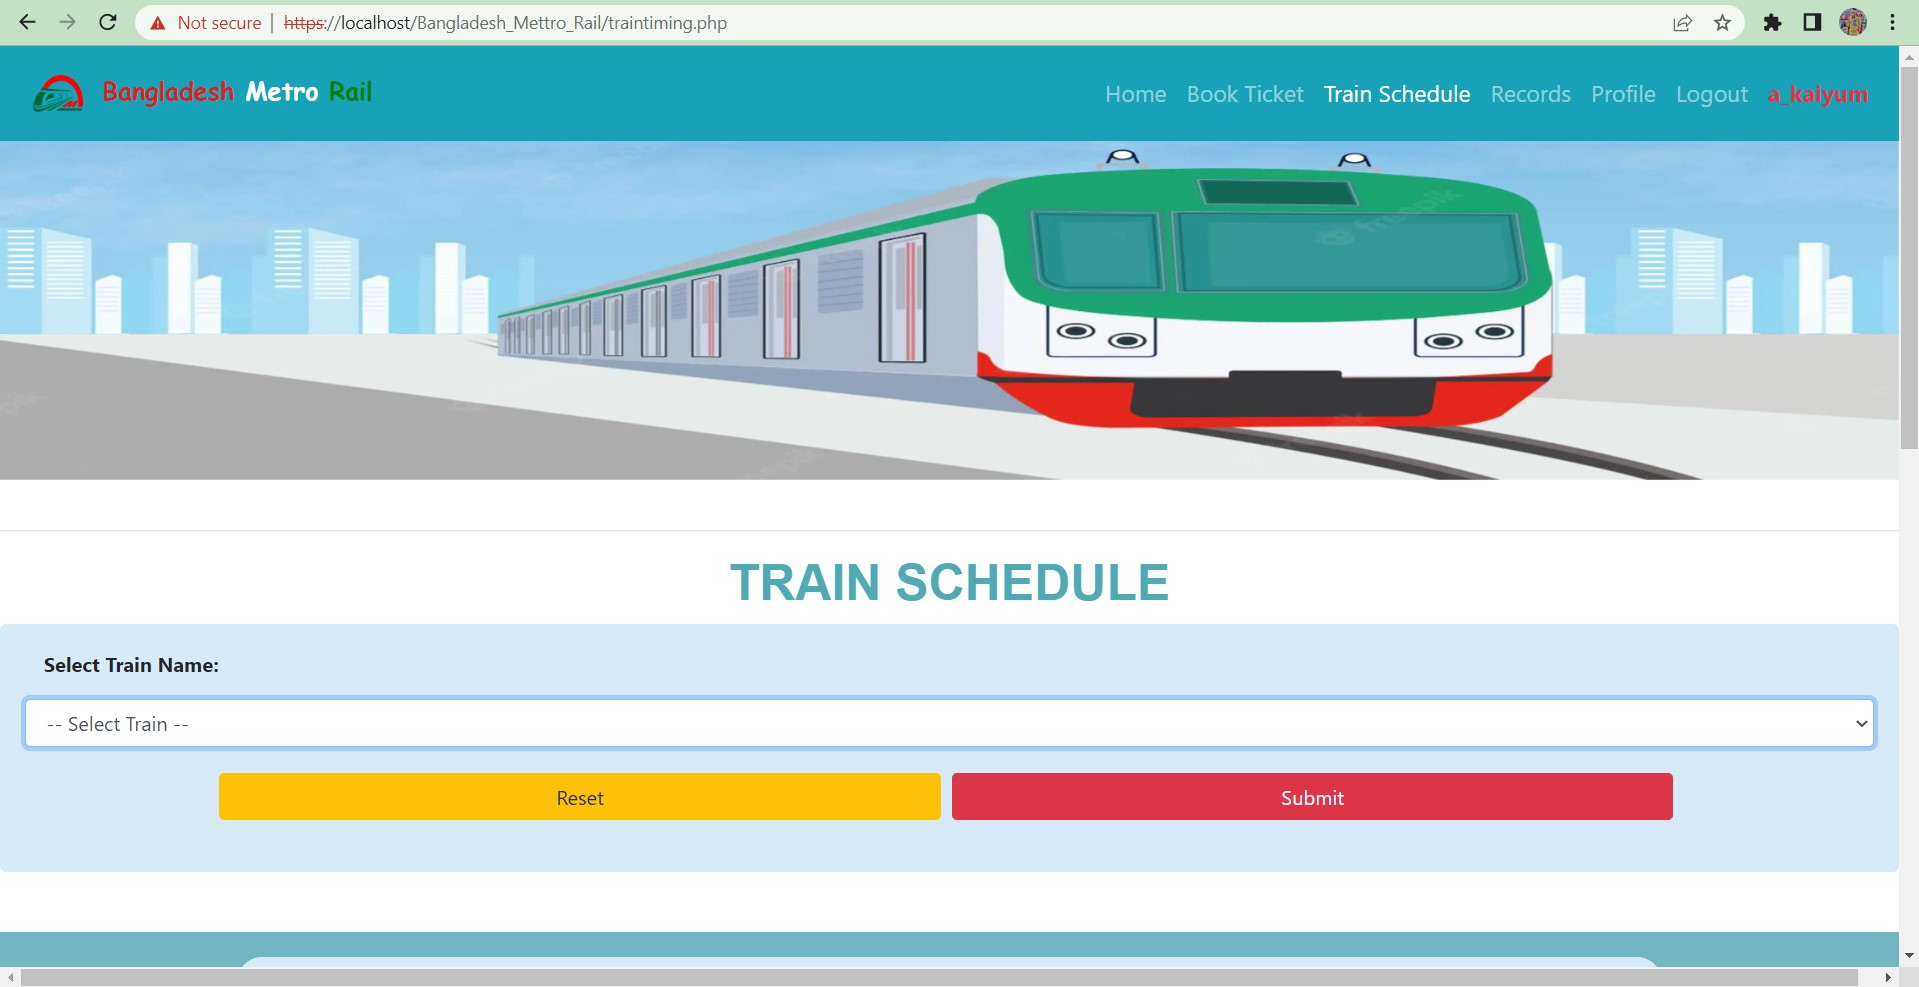 Not secure | https://localhost/Bangladesh_Mettro_Rail/traintiming.php
Bangladesh Metro Rail
Home Book Ticket Train Schedule Records Profile Logout a_kaiyum
freepik
TRAIN SCHEDULE
Select Train Name:
-- Select Train --
Reset Submit